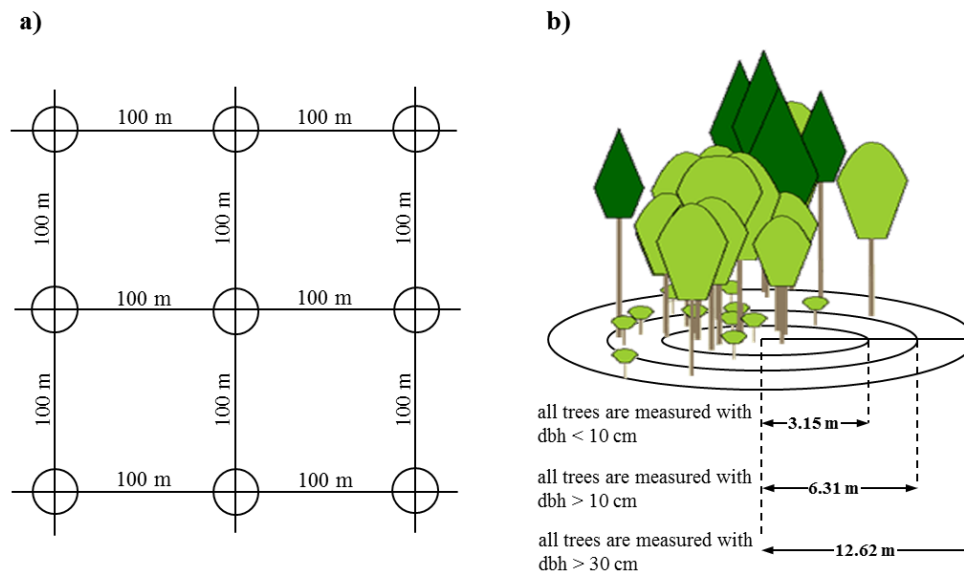 a)
100 m
100 m
100 m
100 m
100 m
100 m
100 m
100 m
100 m
100 m
100 m
100 m
b)
all trees are measured with
dbh < 10 cm
3.15 m
all trees are measured with
dbh > 10 cm
6.31 m
all trees are measured with
dbh > 30 cm
12.62 m